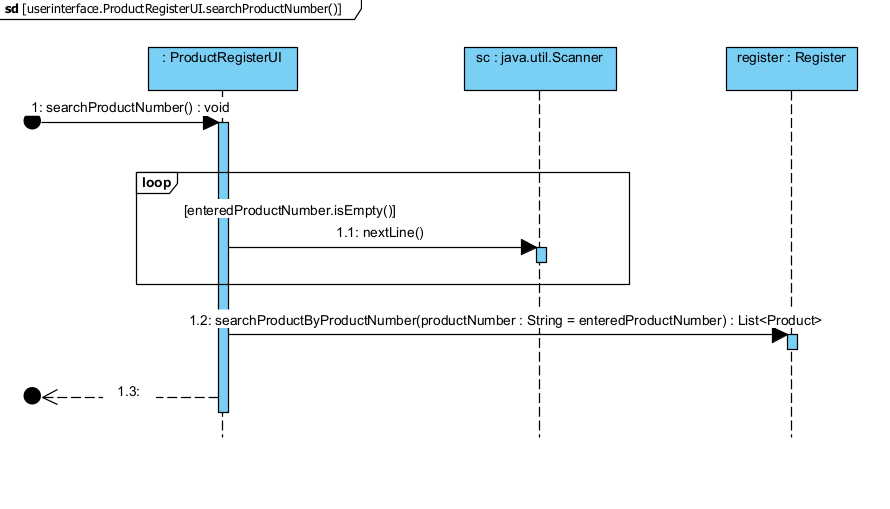 sd [userinterface.ProductRegisterUI.searchProductNumber()]
: ProductRegisterUI
sc : java.util.Scanner
register : Register
1: searchProductNumber() : void
loop
[enteredProductNumber.isEmpty()]
1.1: nextLine()
1.2: searchProductByProductNumber(productNumber : String = enteredProductNumber) : List<Product>
1.3: